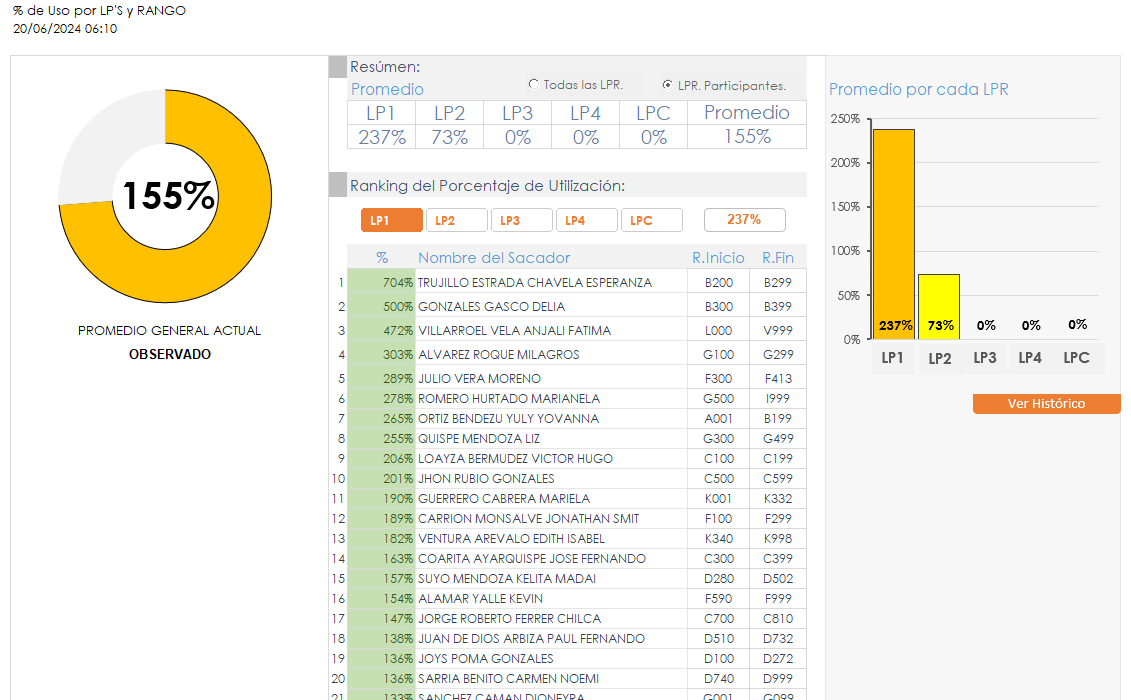 % de Uso por LP'S y RANGO
20/06/2024 06:10
155%
PROMEDIO GENERAL ACTUAL
OBSERVADO
Resúmen:
Promedio
Todas las LPR.
LPR. Participantes.
LP1 LP2 LP3 LP4 LPC Promedio
237% 73% 0% 0% 0% 155%
Ranking del Porcentaje de Utilización:
LP1 LP2 LP3 LP4 LPC 237%
% Nombre del Sacador R.Inicio R.Fin
1 704% TRUJILLO ESTRADA CHAVELA ESPERANZA B200 B299
2 500% GONZALES GASCO DELIA B300 B399
3 472% VILLARROEL VELA ANJALI FATIMA L000 V999
4 303% ALVAREZ ROQUE MILAGROS G100 G299
5 289% JULIO VERA MORENO F300 F413
6 278% ROMERO HURTADO MARIANELA G500 I999
7 265% ORTIZ BENDEZU YULY YOVANNA A001 B199
8 255% QUISPE MENDOZA LIZ G300 G499
9 206% LOAYZA BERMUDEZ VICTOR HUGO C100 C199
10 201% JHON RUBIO GONZALES C500 C599
11 190% GUERRERO CABRERA MARIELA K001 K332
12 189% CARRION MONSALVE JONATHAN SMIT F100 F299
13 182% VENTURA AREVALO EDITH ISABEL K340 K998
14 163% COARITA AYARQUISPE JOSE FERNANDO C300 C399
15 157% SUYO MENDOZA KELITA MADAI D280 D502
16 154% ALAMAR YALLE KEVIN F590 F999
17 147% JORGE ROBERTO FERRER CHILCA C700 C810
18 138% JUAN DE DIOS ARBIZA PAUL FERNANDO D510 D732
19 136% JOYS POMA GONZALES D100 D272
20 136% SARRIA BENITO CARMEN NOEMI D740 D999
21 133% SANCHEZ CAMAN DIONEYRA G001 G099
Promedio por cada LPR
250%
200%
150%
100%
50%
0%
237% 73% 0% 0% 0%
LP1 LP2 LP3 LP4 LPC
Ver Histórico